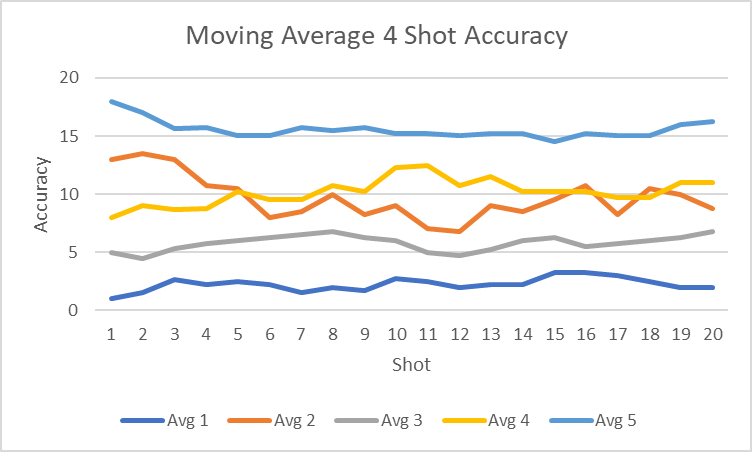 Moving Average 4 Shot Accuracy
20
15
10
5
0
Accuracy
1 2 3 4 5 6 7 8 9 10 11 12 13 14 15 16 17 18 19 20
Shot
Avg 1 Avg 2 Avg 3 Avg 4 Avg 5